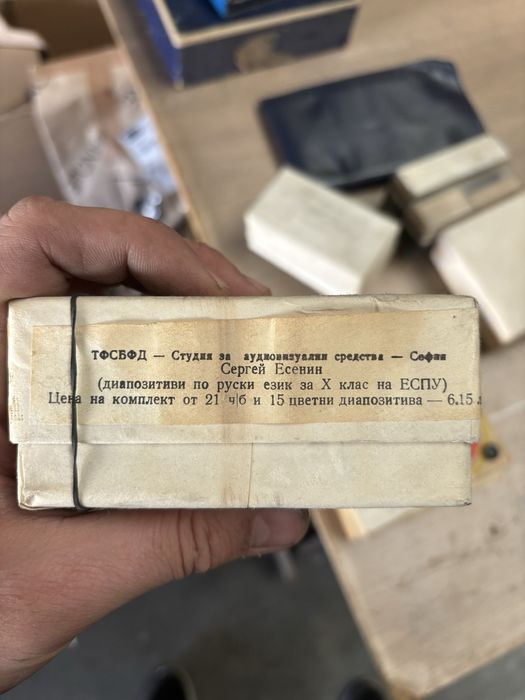 ТФСБФД — Студия за аудиовизуални средства — София
Сергей Есенин
(диапозитиви по руски език за X клас на ЕСПУ)
Цена на комплект от 21 ч/б и 15 цветни диапозитива — 6.15 л